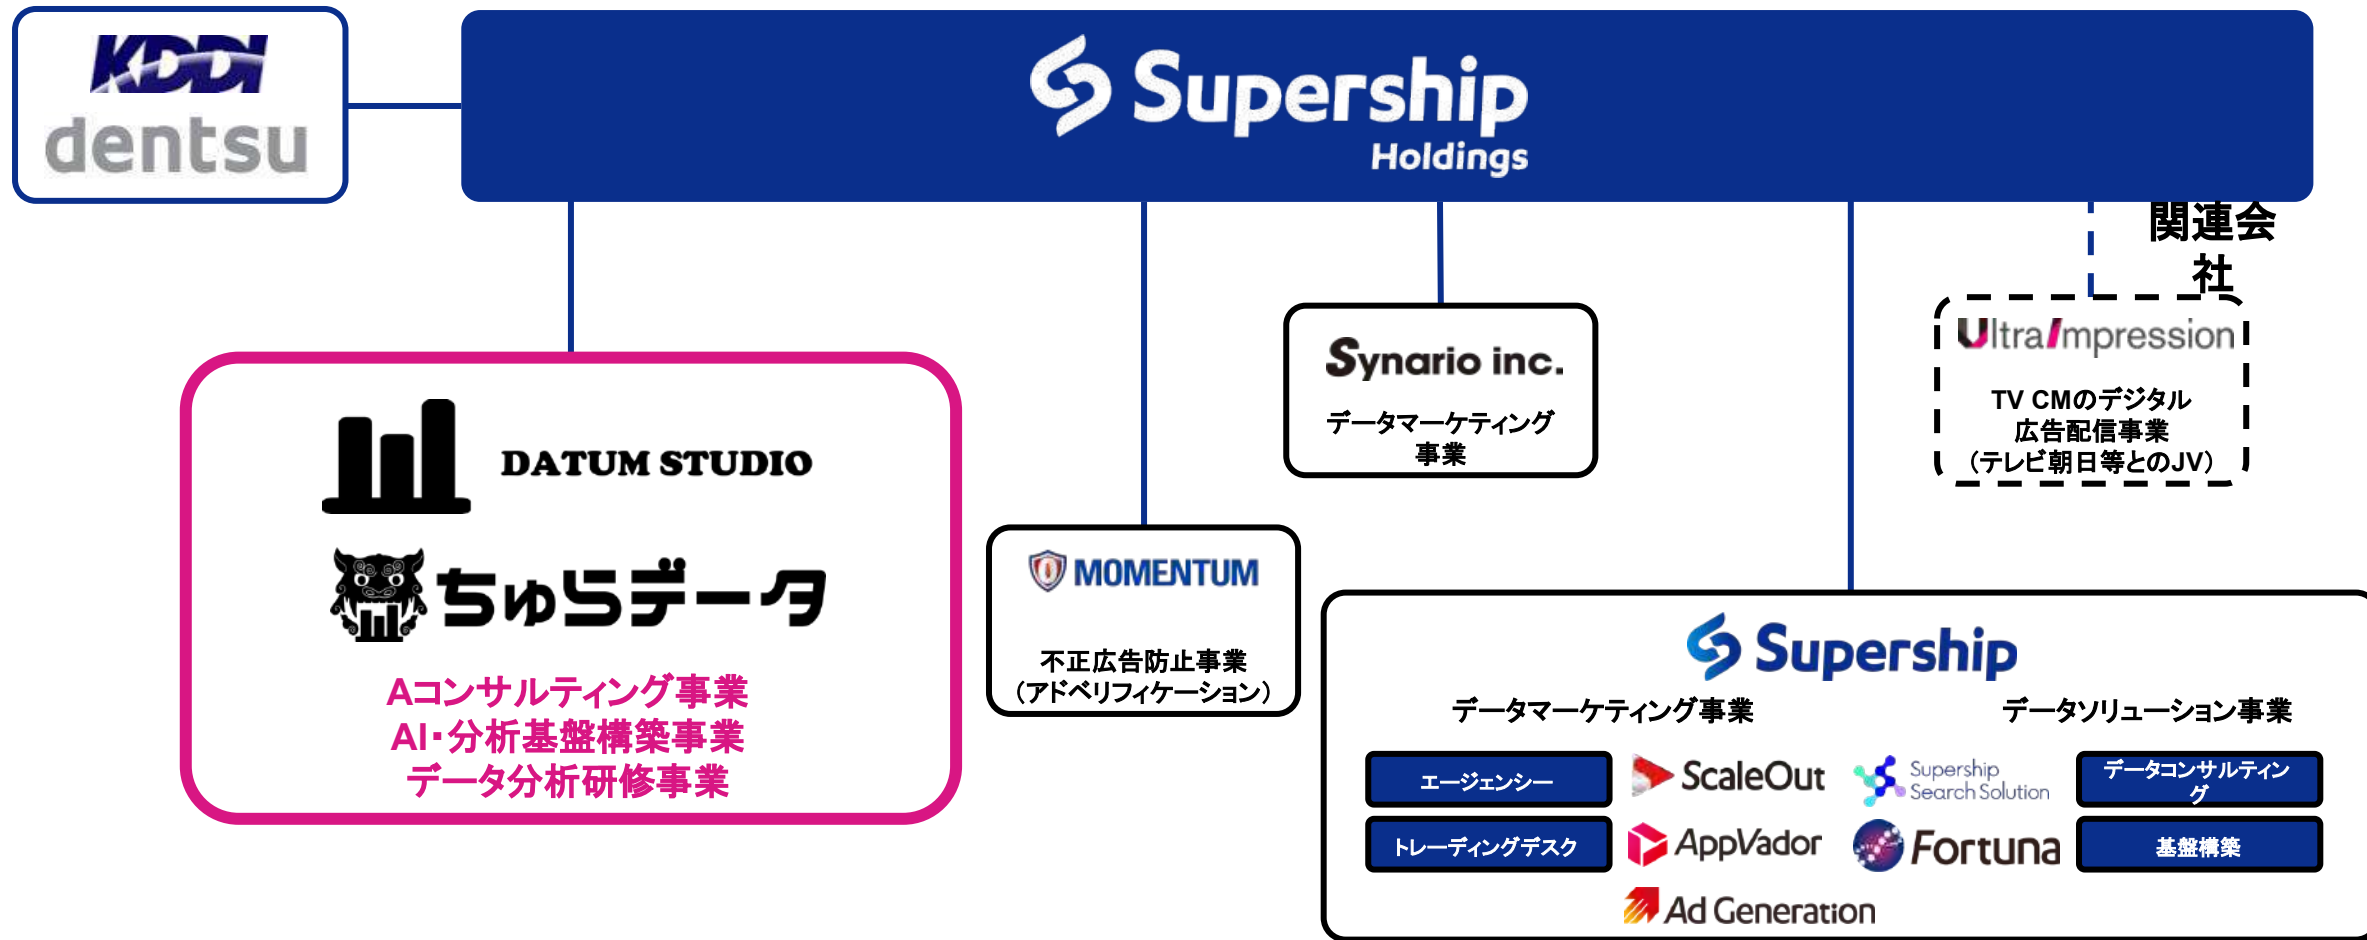 KDDI
dentsu
Supership
Holdings
関連会
社
DATUM STUDIO
ちゅらデータ
Aコンサルティング事業
AI・分析基盤構築事業
データ分析研修事業
MOMENTUM
不正広告防止事業
（アドベリフィケーション）
Synario inc.
データマーケティング
事業
UltraImpression
TV CMのデジタル
広告配信事業
（テレビ朝日等とのJV）
Supership
データマーケティング事業
データソリューション事業
エージェンシー
トレーディングデスク
ScaleOut
AppVador
Ad Generation
Supership
Search Solution
Fortuna
データコンサルティン
グ
基盤構築